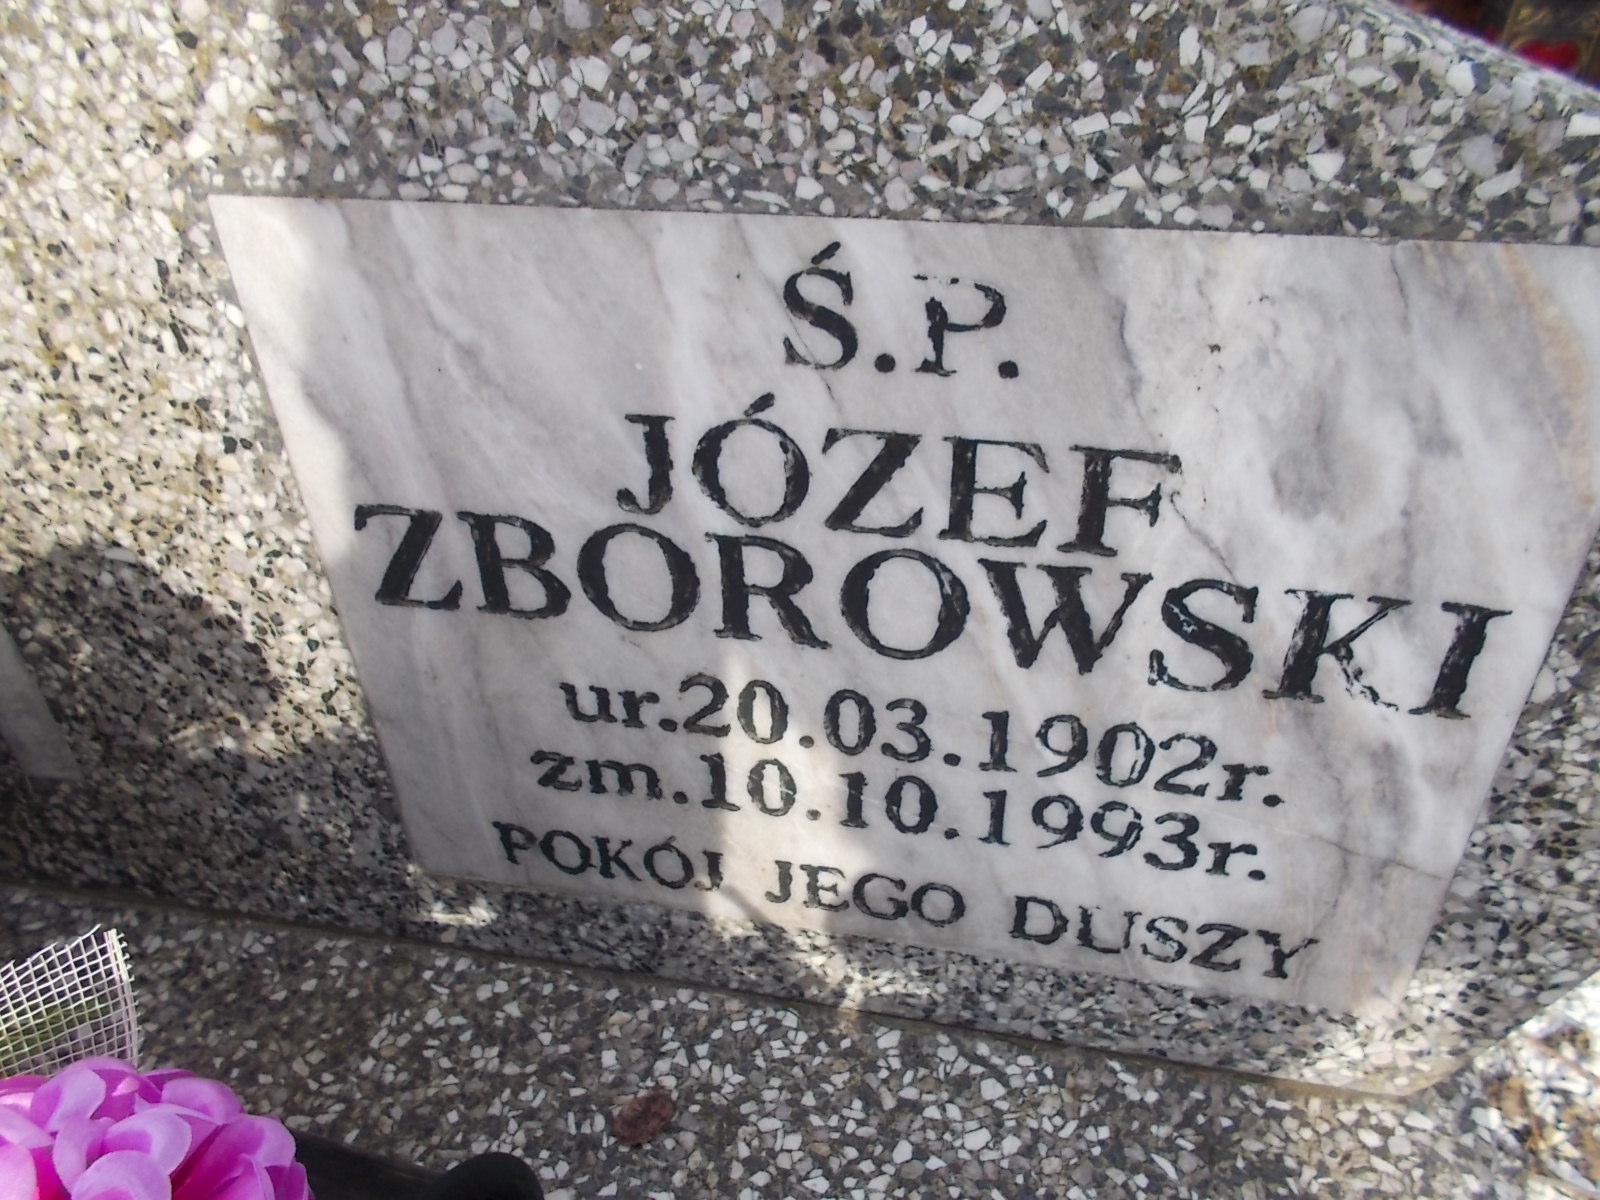 Ś.P.
JÓZEF
ZBOROWSKI
ur.20.03.1902r.
zm.10.10.1993r.
POKÓJ JEGO DUSZY